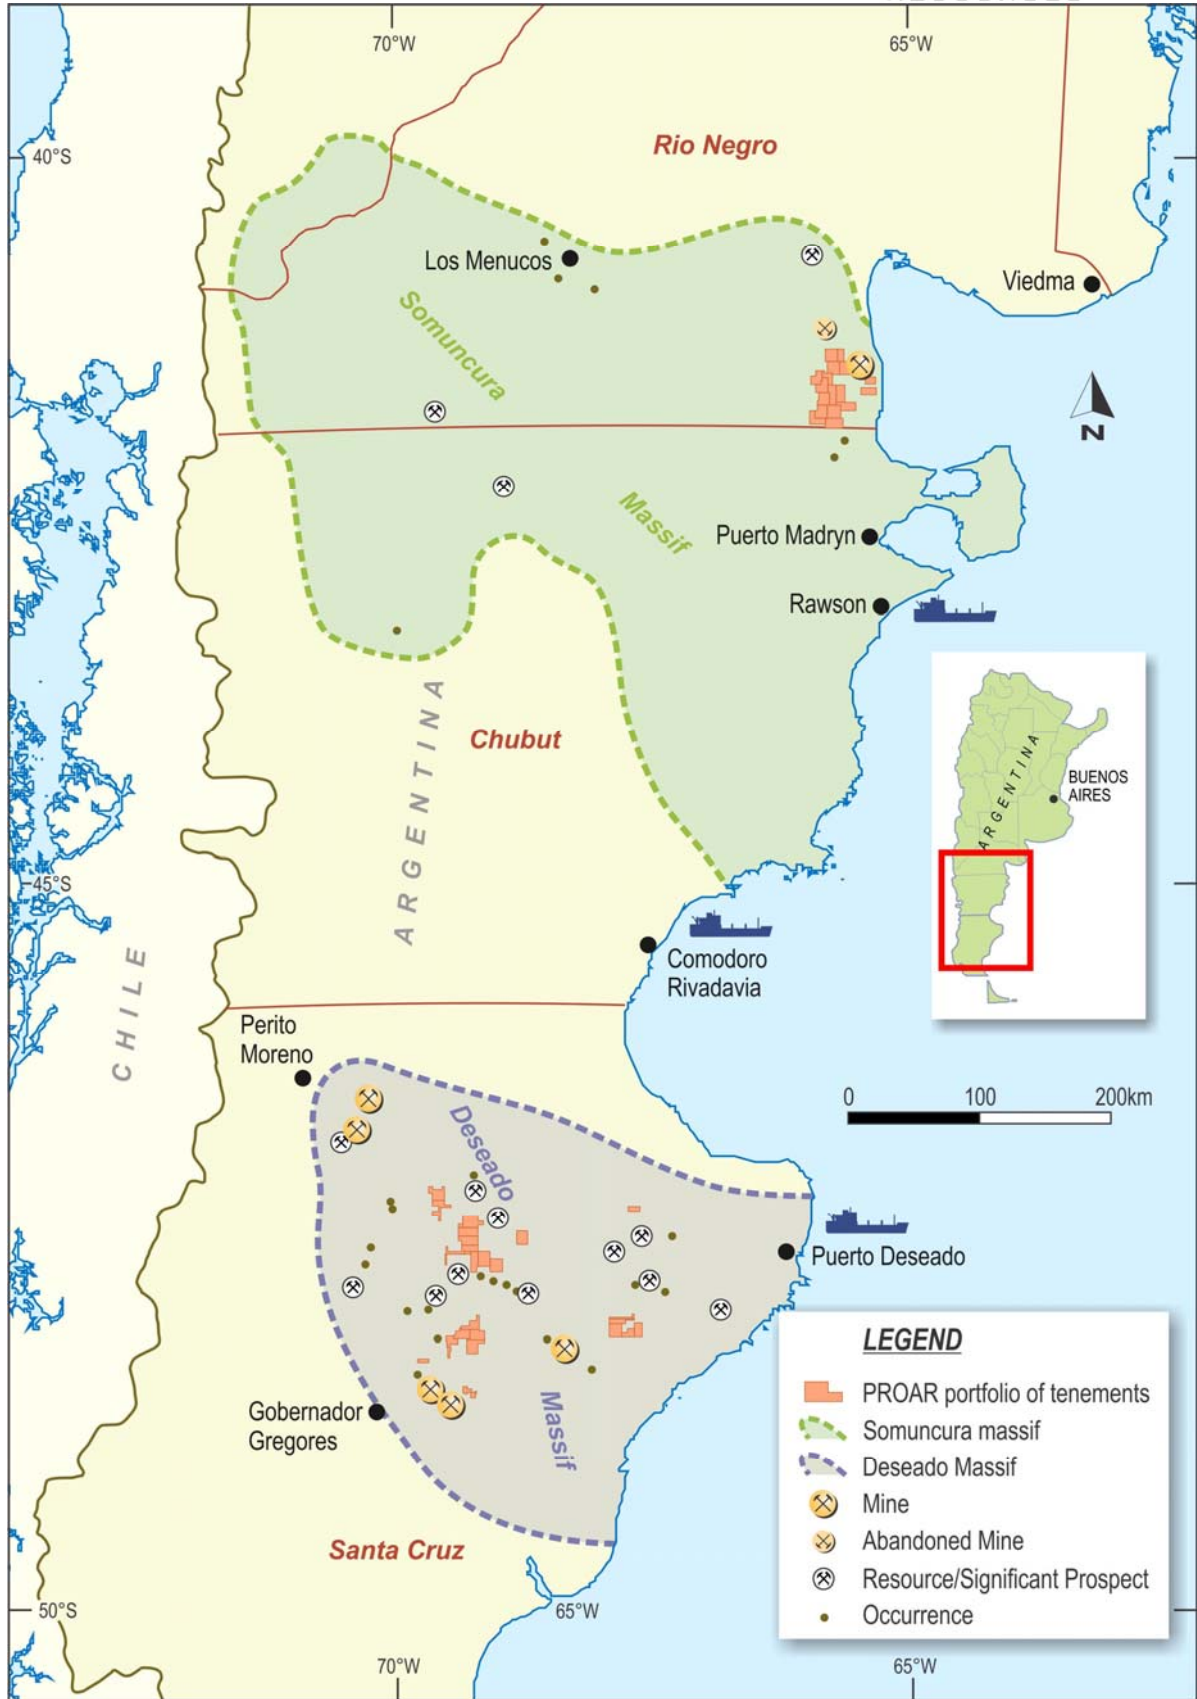 70°W
65°W
40°S
Rio Negro
Los Menucos
Viedma
Somuncura
N
Massif
Puerto Madryn
Rawson
ARGENTINA
Chubut
ARGENTINA
BUENOS
AIRES
45°S
CHILE
Comodoro
Rivadavia
Perito
Moreno
0
100
200km
Deseado
Puerto Deseado
Gobernador
Gregores
Massif
Santa Cruz
LEGEND
PROAR portfolio of tenements
Somuncura massif
Deseado Massif
Mine
Abandoned Mine
Resource/Significant Prospect
Occurrence
50°S
65°W
70°W
65°W